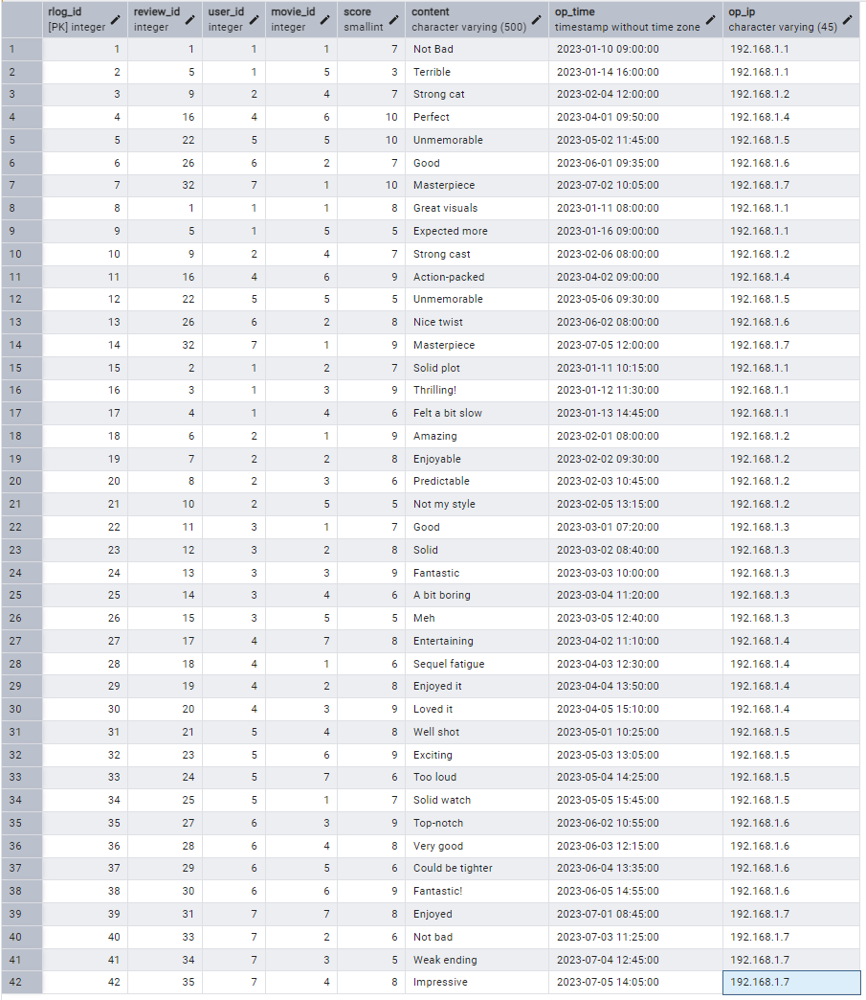 rlog_id review_id user_id movie_id score content op_time op_ip
[PK] integer integer integer integer smallint character varying (500) timestamp without time zone character varying (45)
1 1 1 1 1 7 Not Bad 2023-01-10 09:00:00 192.168.1.1
2 2 5 1 5 3 Terrible 2023-01-14 16:00:00 192.168.1.1
3 3 9 2 4 7 Strong cat 2023-02-04 12:00:00 192.168.1.2
4 4 16 4 6 10 Perfect 2023-04-01 09:50:00 192.168.1.4
5 5 22 5 5 10 Unmemorable 2023-05-02 11:45:00 192.168.1.5
6 6 26 6 2 7 Good 2023-06-01 09:35:00 192.168.1.6
7 7 32 7 1 10 Masterpiece 2023-07-02 10:05:00 192.168.1.7
8 8 1 1 1 8 Great visuals 2023-01-11 08:00:00 192.168.1.1
9 9 5 1 5 5 Expected more 2023-01-16 09:00:00 192.168.1.1
10 10 9 2 4 7 Strong cast 2023-02-06 08:00:00 192.168.1.2
11 11 16 4 6 9 Action-packed 2023-04-02 09:00:00 192.168.1.4
12 12 22 5 5 5 Unmemorable 2023-05-06 09:30:00 192.168.1.5
13 13 26 6 2 8 Nice twist 2023-06-02 08:00:00 192.168.1.6
14 14 32 7 1 9 Masterpiece 2023-07-05 12:00:00 192.168.1.7
15 15 2 1 2 7 Solid plot 2023-01-11 10:15:00 192.168.1.1
16 16 3 1 3 9 Thrilling! 2023-01-12 11:30:00 192.168.1.1
17 17 4 1 4 6 Felt a bit slow 2023-01-13 14:45:00 192.168.1.1
18 18 6 2 1 9 Amazing 2023-02-01 08:00:00 192.168.1.2
19 19 7 2 2 8 Enjoyable 2023-02-02 09:30:00 192.168.1.2
20 20 8 2 3 6 Predictable 2023-02-03 10:45:00 192.168.1.2
21 21 10 2 5 5 Not my style 2023-02-05 13:15:00 192.168.1.2
22 22 11 3 1 7 Good 2023-03-01 07:20:00 192.168.1.3
23 23 12 3 2 8 Solid 2023-03-02 08:40:00 192.168.1.3
24 24 13 3 3 9 Fantastic 2023-03-03 10:00:00 192.168.1.3
25 25 14 3 4 6 A bit boring 2023-03-04 11:20:00 192.168.1.3
26 26 15 3 5 5 Meh 2023-03-05 12:40:00 192.168.1.3
27 27 17 4 7 8 Entertaining 2023-04-02 11:10:00 192.168.1.4
28 28 18 4 1 6 Sequel fatigue 2023-04-03 12:30:00 192.168.1.4
29 29 19 4 2 8 Enjoyed it 2023-04-04 13:50:00 192.168.1.4
30 30 20 4 3 9 Loved it 2023-04-05 15:10:00 192.168.1.4
31 31 21 5 4 8 Well shot 2023-05-01 10:25:00 192.168.1.5
32 32 23 5 6 9 Exciting 2023-05-03 13:05:00 192.168.1.5
33 33 24 5 7 6 Too loud 2023-05-04 14:25:00 192.168.1.5
34 34 25 5 1 7 Solid watch 2023-05-05 15:45:00 192.168.1.5
35 35 27 6 3 9 Top-notch 2023-06-02 10:55:00 192.168.1.6
36 36 28 6 4 8 Very good 2023-06-03 12:15:00 192.168.1.6
37 37 29 6 5 6 Could be tighter 2023-06-04 13:35:00 192.168.1.6
38 38 30 6 6 9 Fantastic! 2023-06-05 14:55:00 192.168.1.6
39 39 31 7 7 8 Enjoyed 2023-07-01 08:45:00 192.168.1.7
40 40 33 7 2 6 Not bad 2023-07-03 11:25:00 192.168.1.7
41 41 34 7 3 5 Weak ending 2023-07-04 12:45:00 192.168.1.7
42 42 35 7 4 8 Impressive 2023-07-05 14:05:00 192.168.1.7